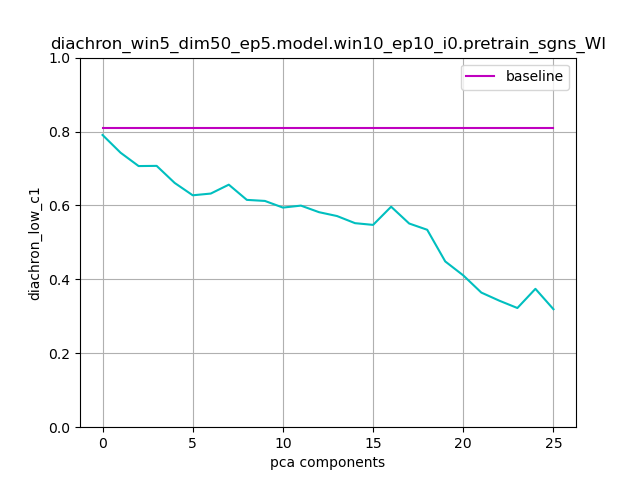 diachron_win5_dim50_ep5.model.win10_ep10_i0.pretrain_sgns_WI
baseline
1.0
0.8
0.6
0.4
0.2
0.0
diachron_low_c1
0 5 10 15 20 25
pca components